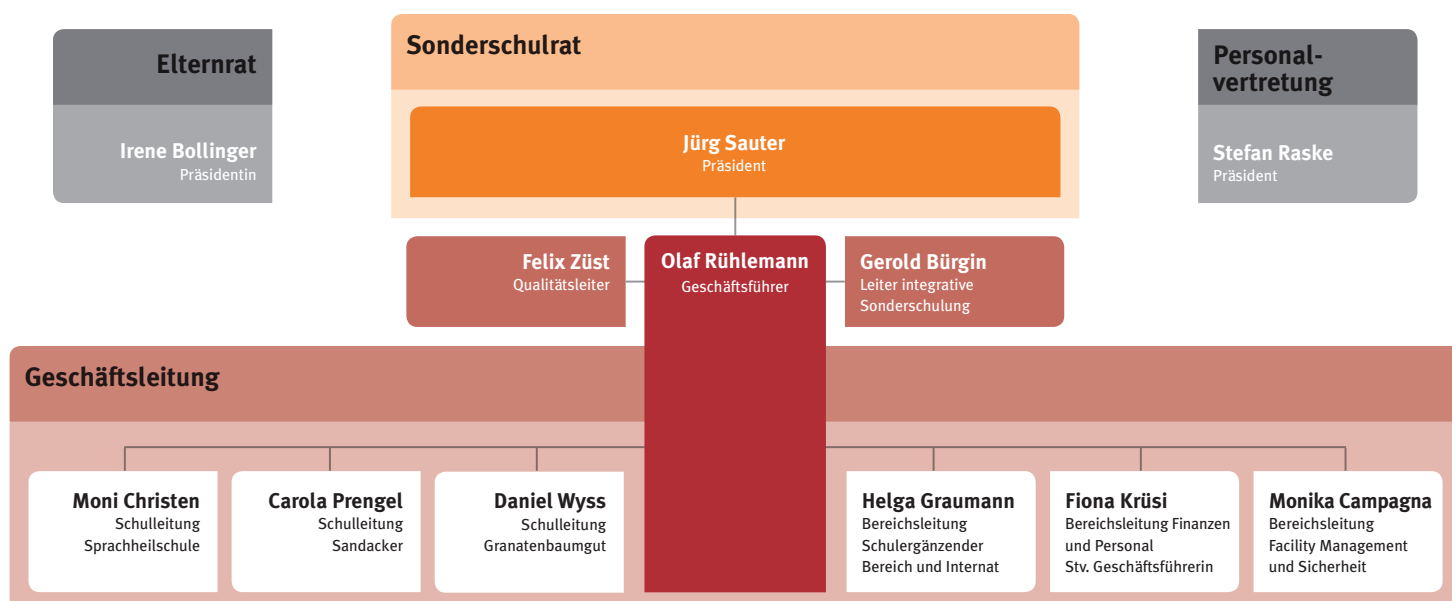 Elternrat
Irene Bollinger
Präsidentin
Sonderschulrat
Jürg Sauter
Präsident
Personal-
vertretung
Stefan Raske
Präsident
Felix Züst
Qualitätsleiter
Olaf Rühlemann
Geschäftsführer
Gerold Bürgin
Leiter integrative
Sonderschulung
Geschäftsleitung
Moni Christen
Schulleitung
Sprachheilschule
Carola Prengel
Schulleitung
Sandacker
Daniel Wyss
Schulleitung
Granatenbaumgut
Helga Graumann
Bereichsleitung
Schulergänzender
Bereich und Internat
Fiona Krüsi
Bereichsleitung Finanzen
und Personal
Stv. Geschäftsführerin
Monika Campagna
Bereichsleitung
Facility Management
und Sicherheit